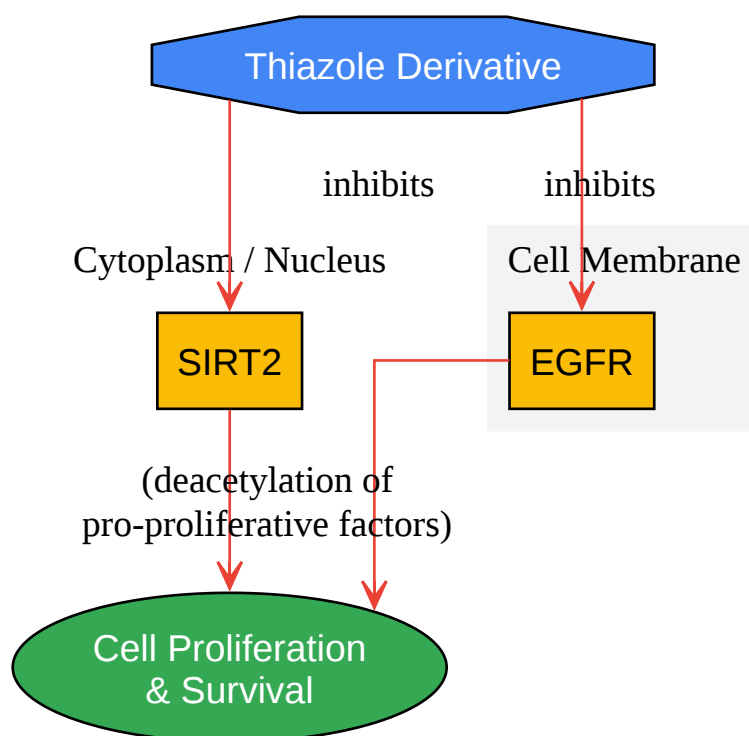 Thiazole Derivative
inhibits
inhibits
Cytoplasm / Nucleus
Cell Membrane
SIRT2
EGFR
(deacetylation of
pro-proliferative factors)
Cell Proliferation
& Survival